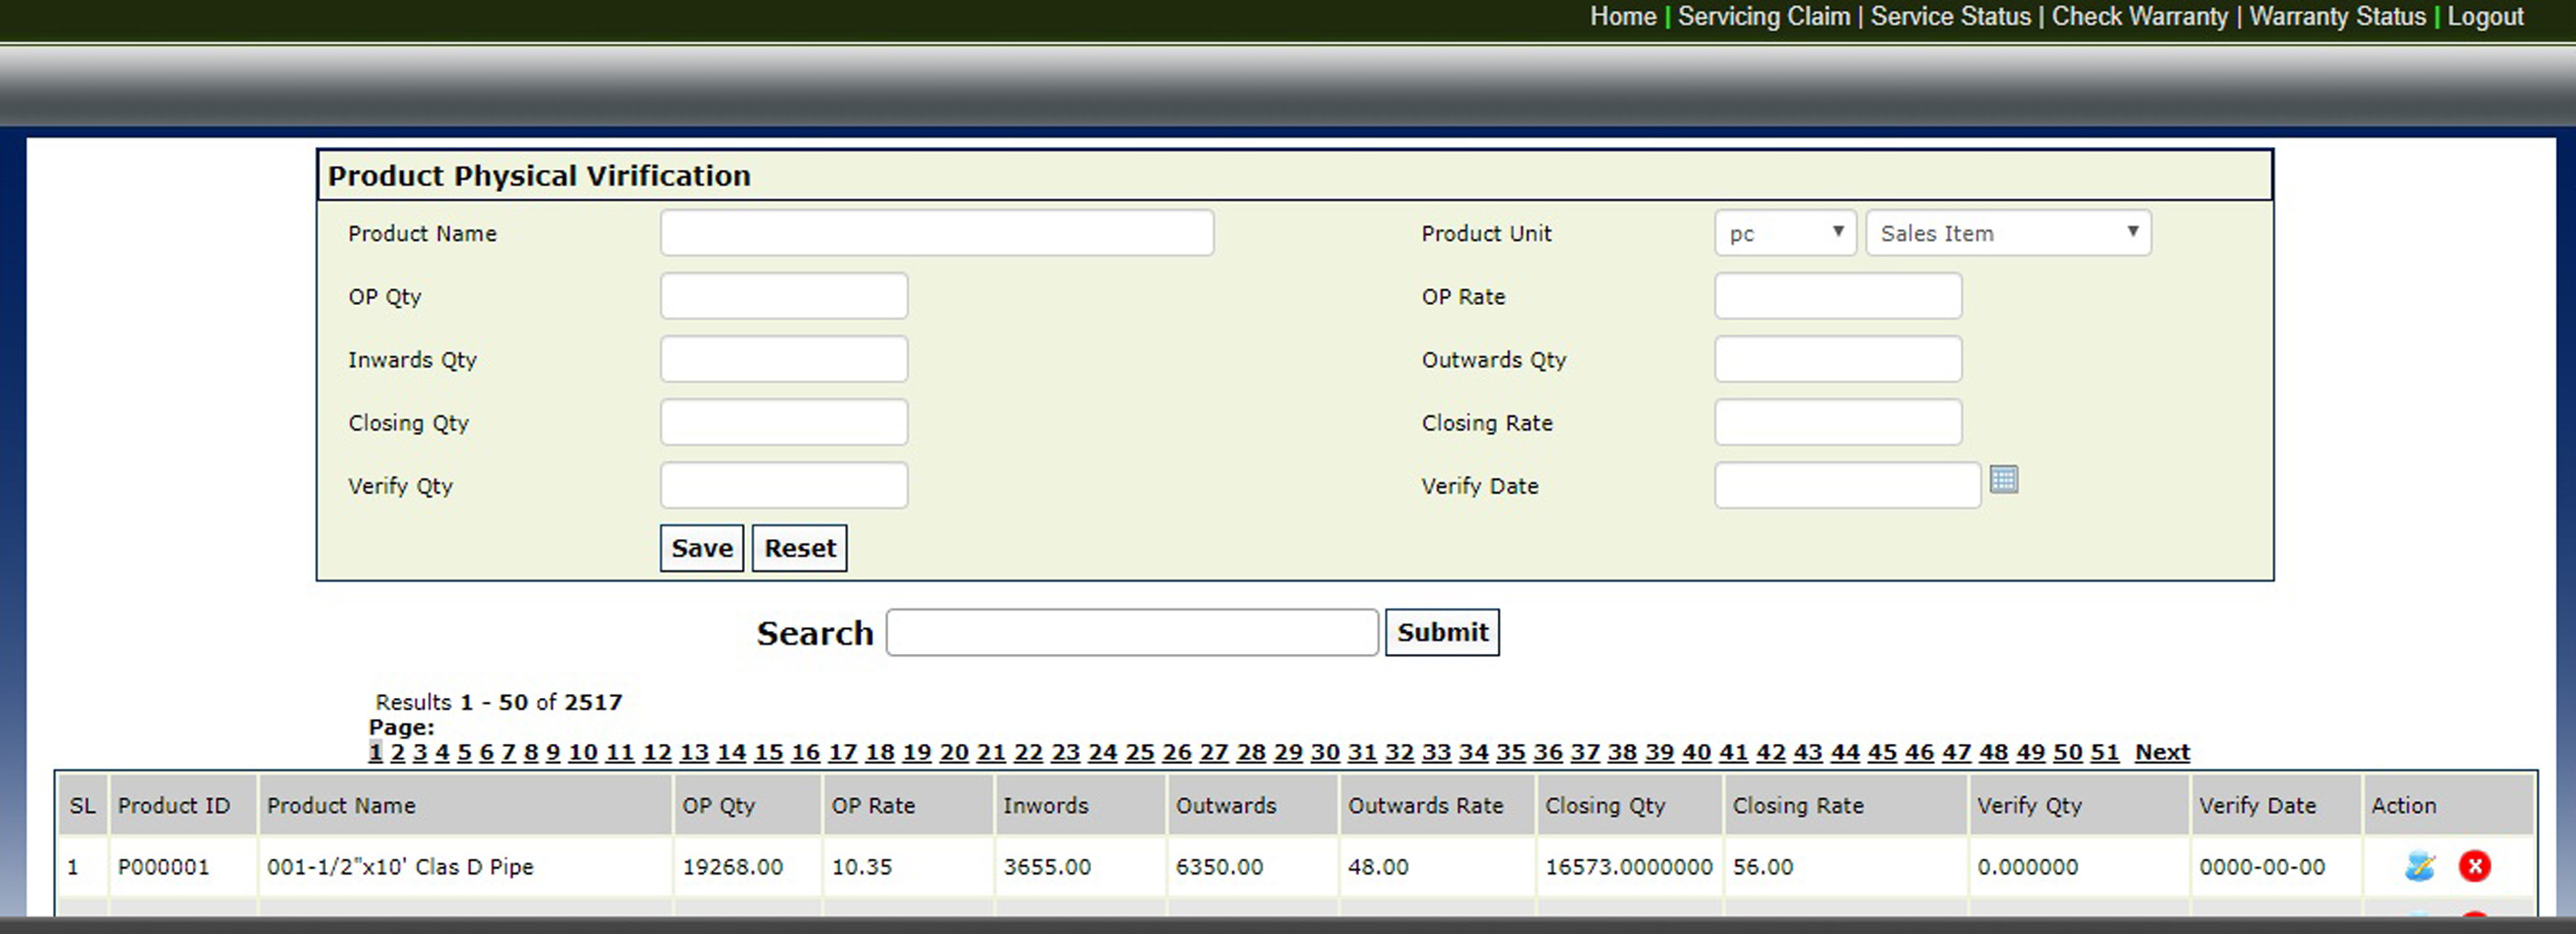 Home | Servicing Claim | Service Status | Check Warranty | Warranty Status | Logout
Product Physical Virification
Product Name Product Unit pc Sales Item
OP Qty OP Rate
Inwards Qty Outwards Qty
Closing Qty Closing Rate
Verify Qty Verify Date
Save Reset
Search Submit
Results 1 - 50 of 2517
Page:
1 2 3 4 5 6 7 8 9 10 11 12 13 14 15 16 17 18 19 20 21 22 23 24 25 26 27 28 29 30 31 32 33 34 35 36 37 38 39 40 41 42 43 44 45 46 47 48 49 50 51 Next
SL Product ID Product Name OP Qty OP Rate Inwords Outwards Outwards Rate Closing Qty Closing Rate Verify Qty Verify Date Action
1 P000001 001-1/2"x10' Clas D Pipe 19268.00 10.35 3655.00 6350.00 48.00 16573.0000000 56.00 0.000000 0000-00-00